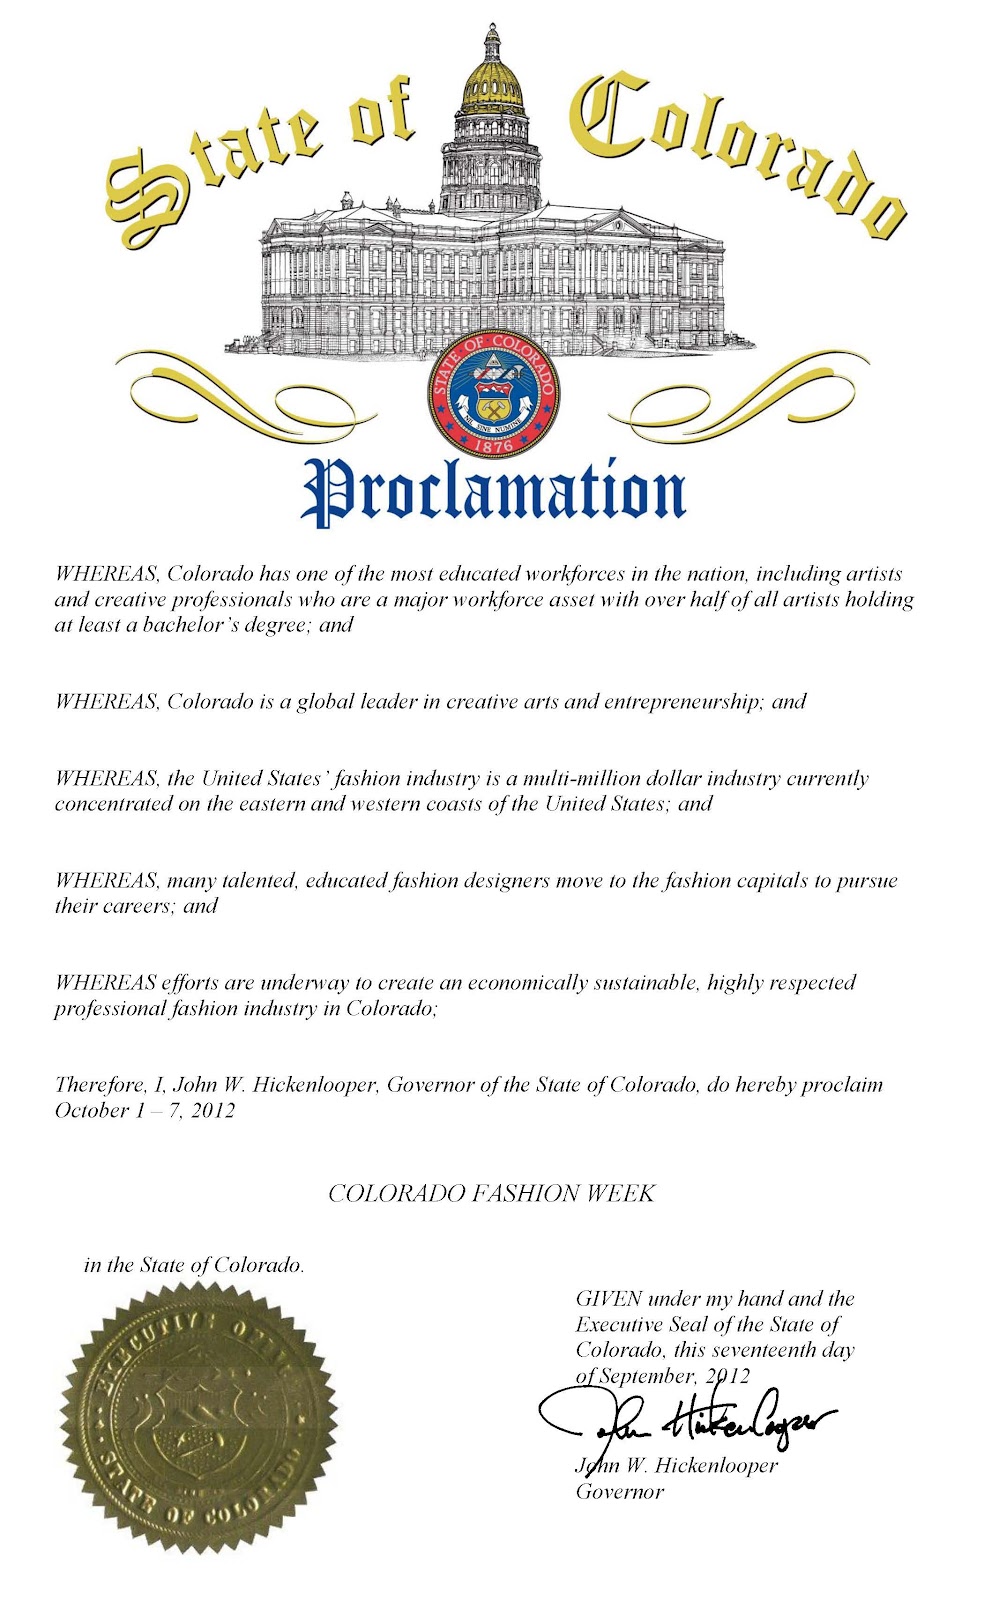 State of Colorado
STATE OF COLORADO
NIL SINE NUMINE
1876
Proclamation
WHEREAS, Colorado has one of the most educated workforces in the nation, including artists
and creative professionals who are a major workforce asset with over half of all artists holding
at least a bachelor's degree; and
WHEREAS, Colorado is a global leader in creative arts and entrepreneurship; and
WHEREAS, the United States' fashion industry is a multi-million dollar industry currently
concentrated on the eastern and western coasts of the United States; and
WHEREAS, many talented, educated fashion designers move to the fashion capitals to pursue
their careers; and
WHEREAS efforts are underway to create an economically sustainable, highly respected
professional fashion industry in Colorado;
Therefore, I, John W. Hickenlooper, Governor of the State of Colorado, do hereby proclaim
October 1 – 7, 2012
COLORADO FASHION WEEK
in the State of Colorado.
GIVEN under my hand and the
Executive Seal of the State of
Colorado, this seventeenth day
of September, 2012
John Hickenlooper
John W. Hickenlooper
Governor
EXECUTIVE OFFICE
STATE OF COLORADO